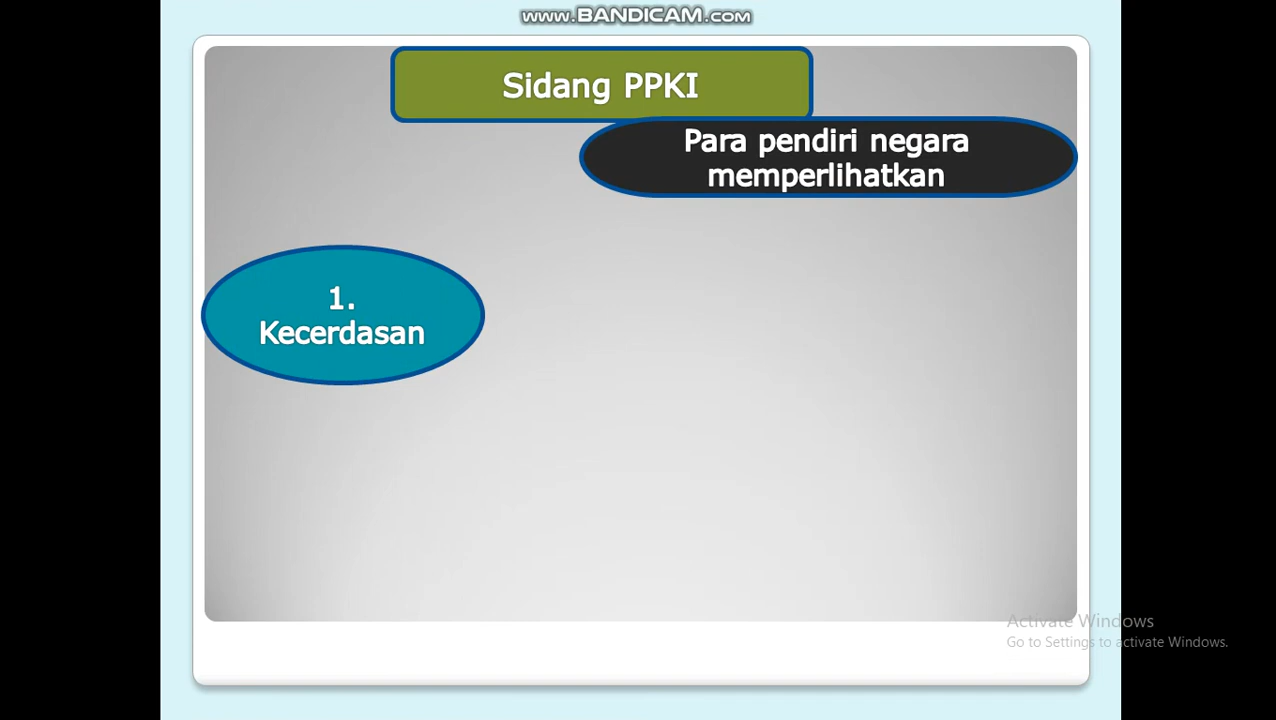 www.BANDICAM.com
Sidang PPKI
Para pendiri negara
memperlihatkan
1.
Kecerdasan
Activate Windows
Go to Settings to activate Windows.